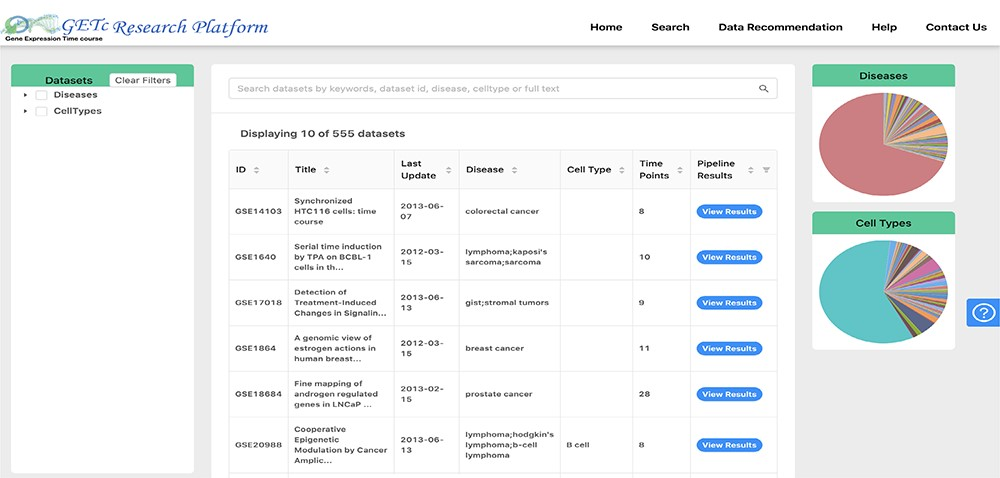 GETc Research Platform
Gene Expression Time course
Home Search Data Recommendation Help Contact Us
Datasets Clear Filters
Diseases
CellTypes
Search datasets by keywords, dataset id, disease, celltype or full text
Displaying 10 of 555 datasets
ID Title Last Update Disease Cell Type Time Points Pipeline Results
GSE14103 Synchronized HTC116 cells: time course 2013-06-07 colorectal cancer 8 View Results
GSE1640 Serial time induction by TPA on BCBL-1 cells in th... 2012-03-15 lymphoma;kaposi's sarcoma;sarcoma 10 View Results
GSE17018 Detection of Treatment-Induced Changes in Signalin... 2013-06-13 gist;stromal tumors 9 View Results
GSE1864 A genomic view of estrogen actions in human breast... 2012-03-15 breast cancer 11 View Results
GSE18684 Fine mapping of androgen regulated genes in LNCaP ... 2013-02-15 prostate cancer 28 View Results
GSE20988 Cooperative Epigenetic Modulation by Cancer Amplic... 2013-06-13 lymphoma;hodgkin's lymphoma;b-cell lymphoma B cell 8 View Results
Diseases
Cell Types
?